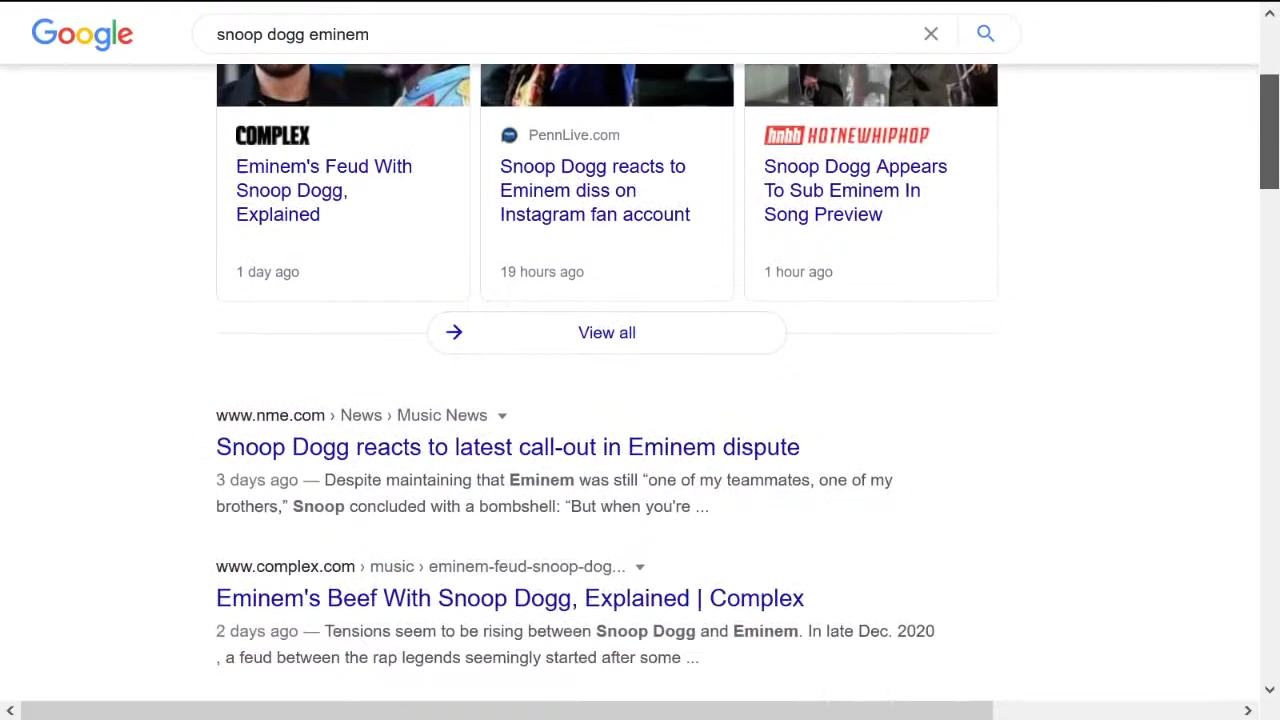 Google
snoop dogg eminem
COMPLEX
Eminem's Feud With
Snoop Dogg,
Explained
1 day ago
PennLive.com
Snoop Dogg reacts to
Eminem diss on
Instagram fan account
19 hours ago
hnhh HOTNEWHIPHOP
Snoop Dogg Appears
To Sub Eminem In
Song Preview
1 hour ago
View all
www.nme.com › News › Music News
Snoop Dogg reacts to latest call-out in Eminem dispute
3 days ago — Despite maintaining that Eminem was still “one of my teammates, one of my
brothers,” Snoop concluded with a bombshell: “But when you're ...
www.complex.com › music › eminem-feud-snoop-dog...
Eminem's Beef With Snoop Dogg, Explained | Complex
2 days ago — Tensions seem to be rising between Snoop Dogg and Eminem. In late Dec. 2020
, a feud between the rap legends seemingly started after some ...